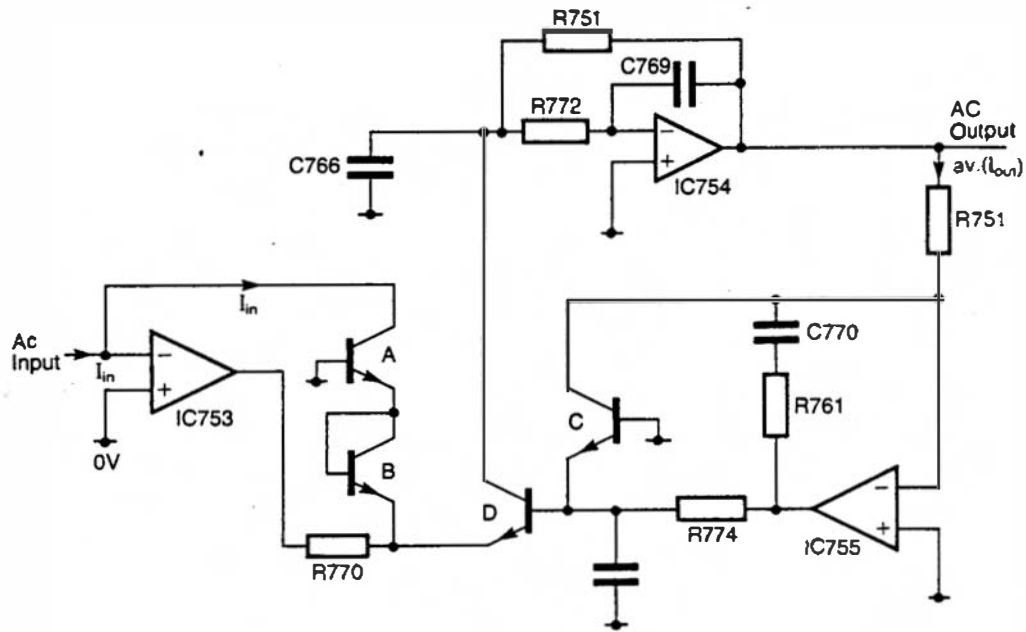 R751
C769
R772
AC
Output
C766
IC754
av.(Iout)
R751
Iin
C770
Ac
Input
Iin
A
R761
IC753
C
0V
B
D
R774
IC755
R770